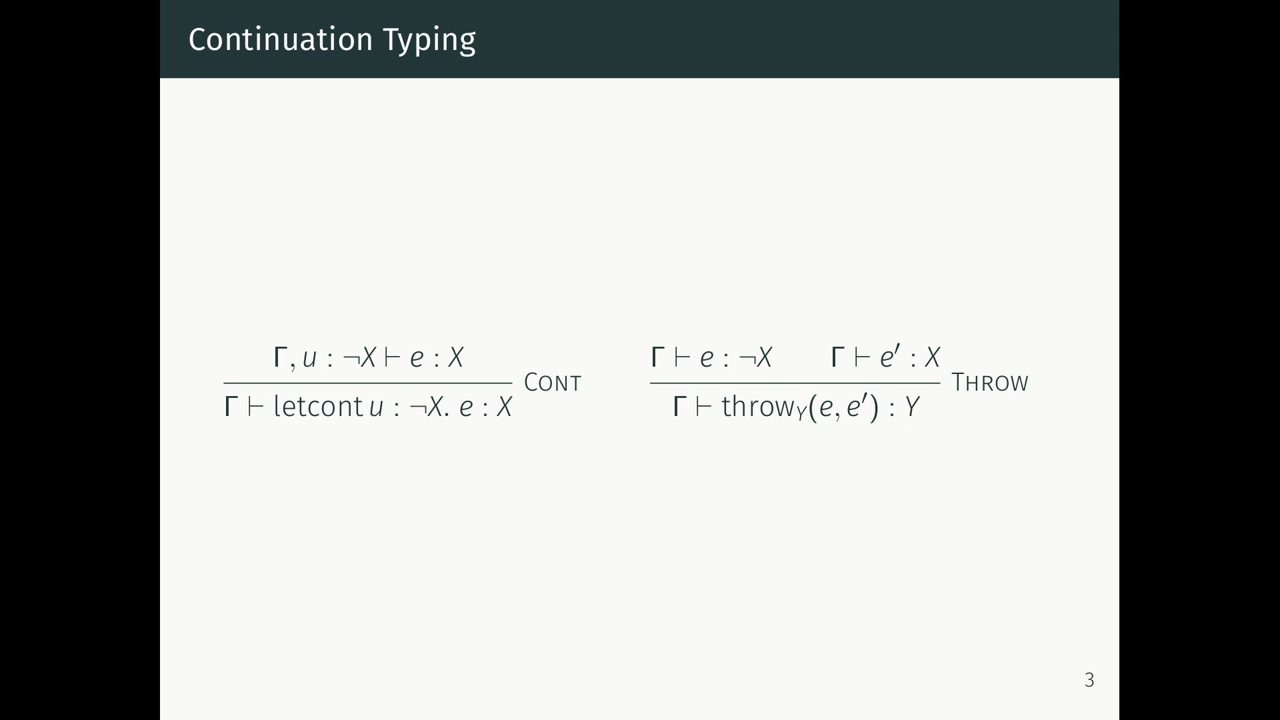 Continuation Typing
Γ, u : ¬X ⊢ e : X
Γ ⊢ letcont u : ¬X. e : X
CONT
Γ ⊢ e : ¬X Γ ⊢ e′ : X
Γ ⊢ throw_Y(e, e′) : Y
THROW
3